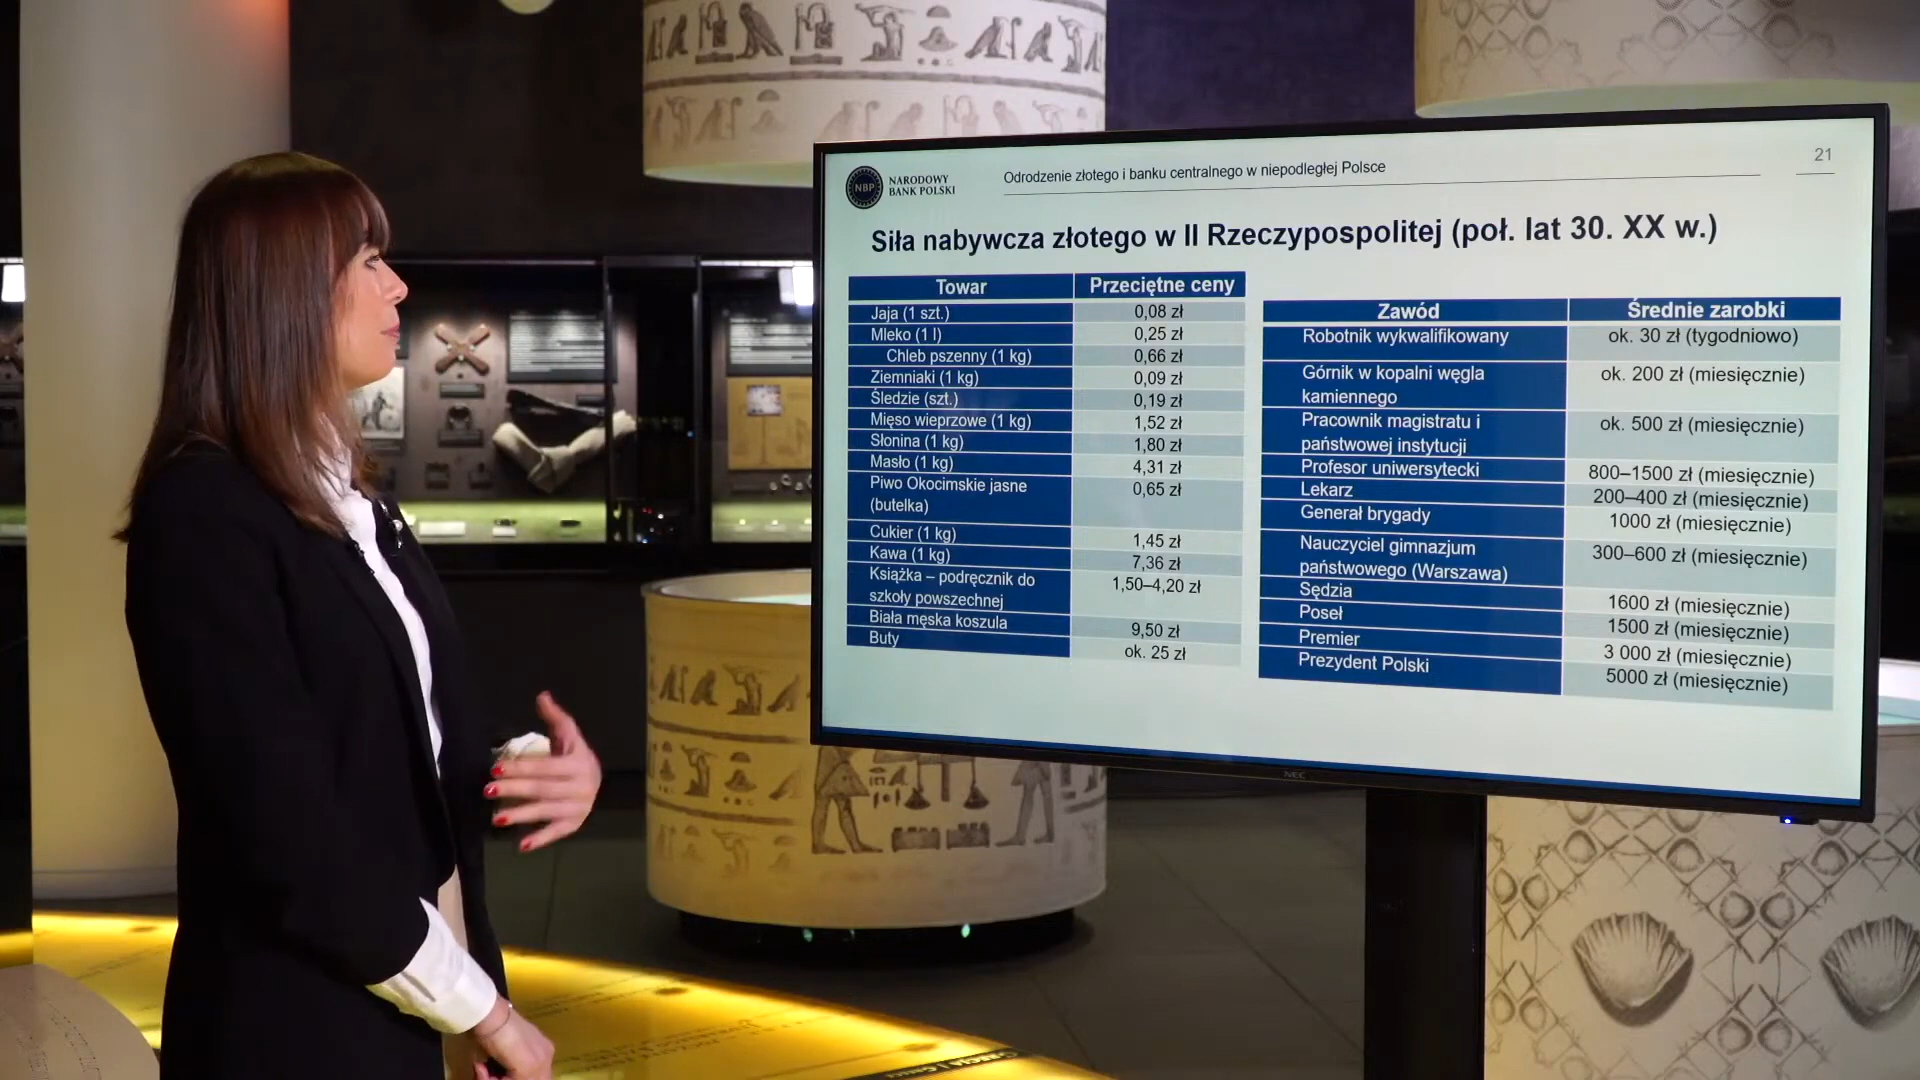 NBP
NARODOWY
BANK POLSKI
Odrodzenie złotego i banku centralnego w niepodległej Polsce
21
Siła nabywcza złotego w II Rzeczypospolitej (poł. lat 30. XX w.)
Towar Przeciętne ceny
Jaja (1 szt.) 0,08 zł
Mleko (1 l) 0,25 zł
Chleb pszenny (1 kg) 0,66 zł
Ziemniaki (1 kg) 0,09 zł
Śledzie (szt.) 0,19 zł
Mięso wieprzowe (1 kg) 1,52 zł
Słonina (1 kg) 1,80 zł
Masło (1 kg) 4,31 zł
Piwo Okocimskie jasne 0,65 zł
(butelka)
Cukier (1 kg) 1,45 zł
Kawa (1 kg) 7,36 zł
Książka – podręcznik do 1,50–4,20 zł
szkoły powszechnej
Biała męska koszula 9,50 zł
Buty ok. 25 zł
Zawód Średnie zarobki
Robotnik wykwalifikowany ok. 30 zł (tygodniowo)
Górnik w kopalni węgla ok. 200 zł (miesięcznie)
kamiennego
Pracownik magistratu i ok. 500 zł (miesięcznie)
państwowej instytucji
Profesor uniwersytecki 800–1500 zł (miesięcznie)
Lekarz 200–400 zł (miesięcznie)
Generał brygady 1000 zł (miesięcznie)
Nauczyciel gimnazjum 300–600 zł (miesięcznie)
państwowego (Warszawa)
Sędzia 1600 zł (miesięcznie)
Poseł 1500 zł (miesięcznie)
Premier 3 000 zł (miesięcznie)
Prezydent Polski 5000 zł (miesięcznie)
NEC